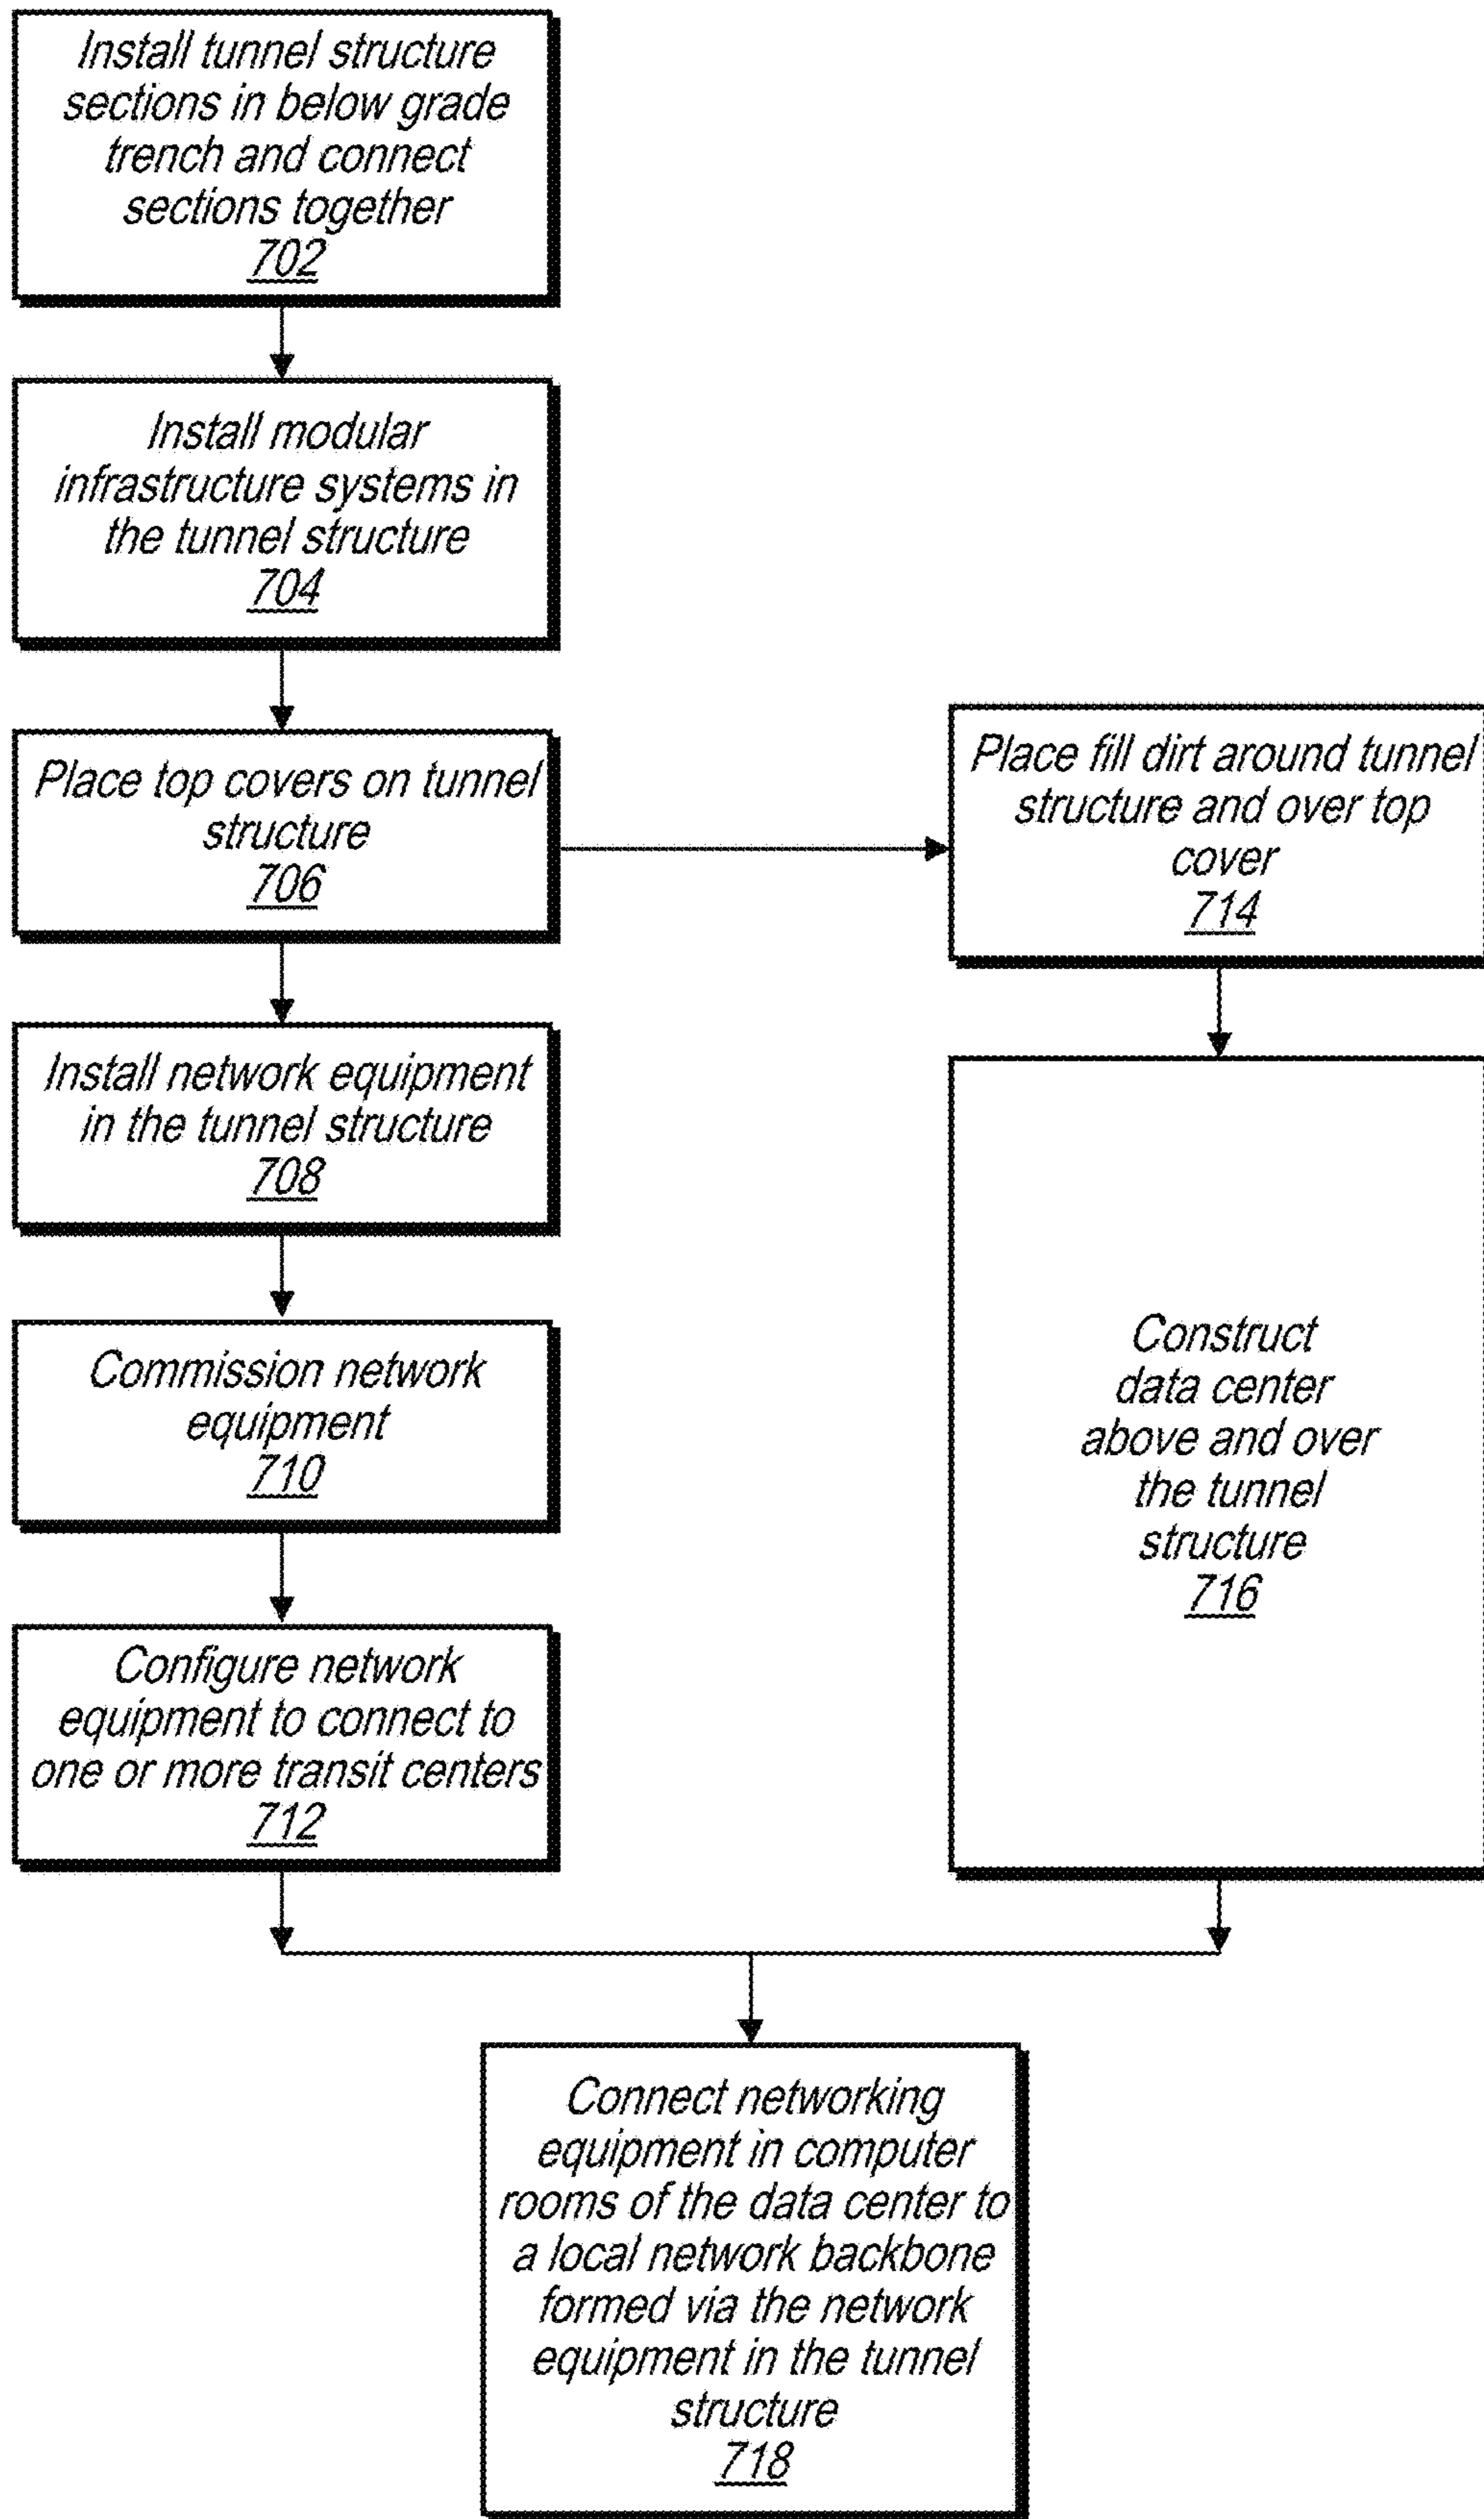 Install tunnel structure
sections in below grade
trench and connect
sections together
702
Install modular
infrastructure systems in
the tunnel structure
704
Place top covers on tunnel
structure
706
Place fill dirt around tunnel
structure and over top
cover
714
Install network equipment
in the tunnel structure
708
Commission network
equipment
710
Configure network
equipment to connect to
one or more transit centers
712
Construct
data center
above and over
the tunnel
structure
716
Connect networking
equipment in computer
rooms of the data center to
a local network backbone
formed via the network
equipment in the tunnel
structure
718